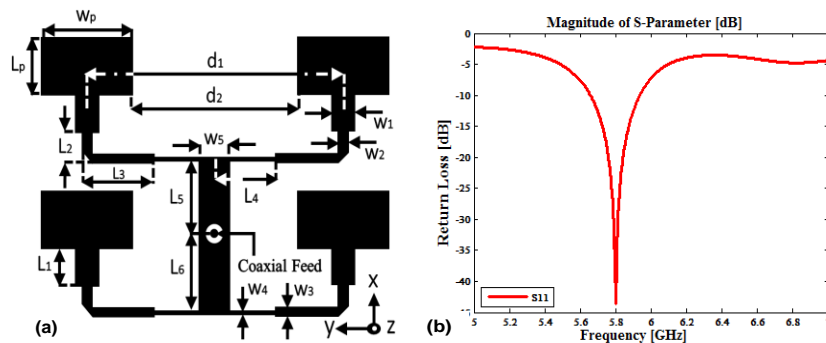 Wp
Lp
d1
d2
W1
W2
L2
L3
W5
L4
L5
L6
L1
Coaxial Feed
W4
W3
X
y
Z
(a)
Magnitude of S-Parameter [dB]
Return Loss [dB]
0
-5
-10
-15
-20
-25
-30
-35
-40
-45
S11
5
5.2
5.4
5.6
5.8
6
6.2
6.4
6.6
6.8
Frequency [GHz]
(b)